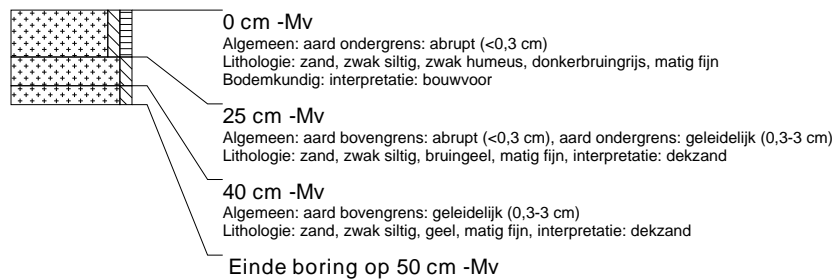 0 cm -Mv
Algemeen: aard ondergrens: abrupt (<0,3 cm)
Lithologie: zand, zwak siltig, zwak humeus, donkerbruingrijs, matig fijn
Bodemkundig: interpretatie: bouwvoor
25 cm -Mv
Algemeen: aard bovengrens: abrupt (<0,3 cm), aard ondergrens: geleidelijk (0,3-3 cm)
Lithologie: zand, zwak siltig, bruingeel, matig fijn, interpretatie: dekzand
40 cm -Mv
Algemeen: aard bovengrens: geleidelijk (0,3-3 cm)
Lithologie: zand, zwak siltig, geel, matig fijn, interpretatie: dekzand
Einde boring op 50 cm -Mv